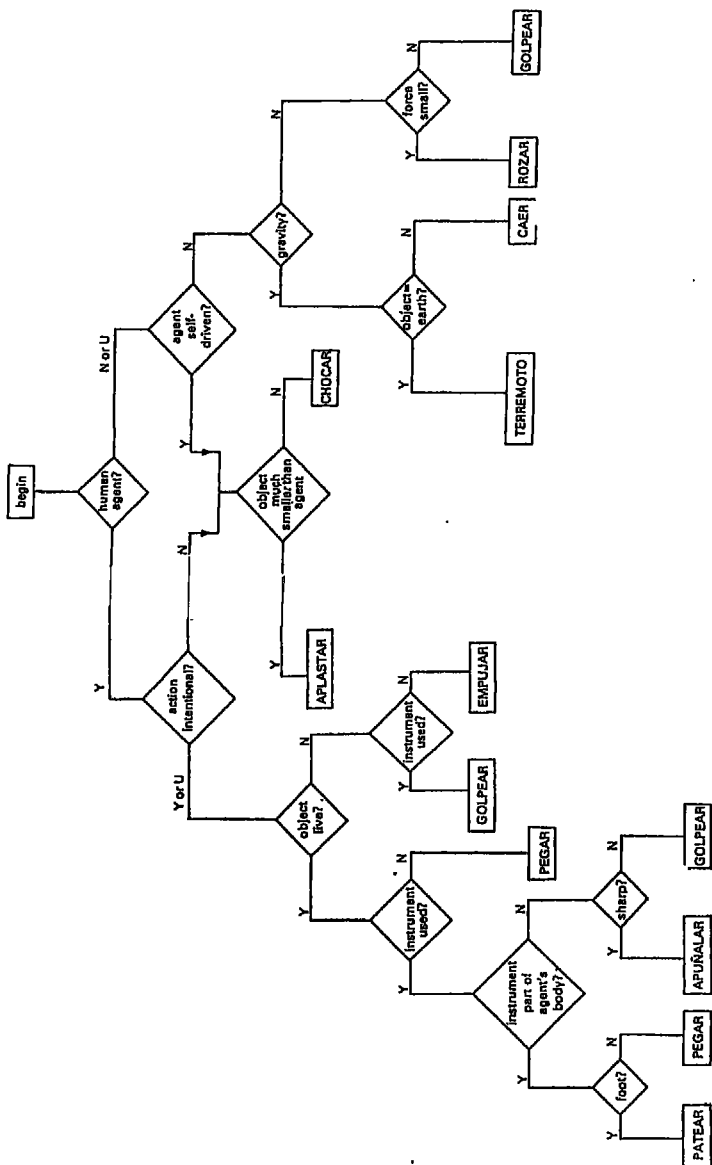 begin
human
agent?
Y
N or U
action
intentional?
agent
self-
driven?
Y or U
N
Y
N
object
live?
object
much
smaller than
agent
gravity?
Y
N
Y
N
Y
N
instrument
used?
instrument
used?
APLASTAR
CHOCAR
object=
earth?
force
small?
Y
N
Y
N
Y
N
Y
N
instrument
part of
agent's
body?
PEGAR
GOLPEAR
EMPUJAR
TERREMOTO
CAER
ROZAR
GOLPEAR
Y
N
foot?
sharp?
Y
N
Y
N
PATEAR
PEGAR
APUÑALAR
GOLPEAR